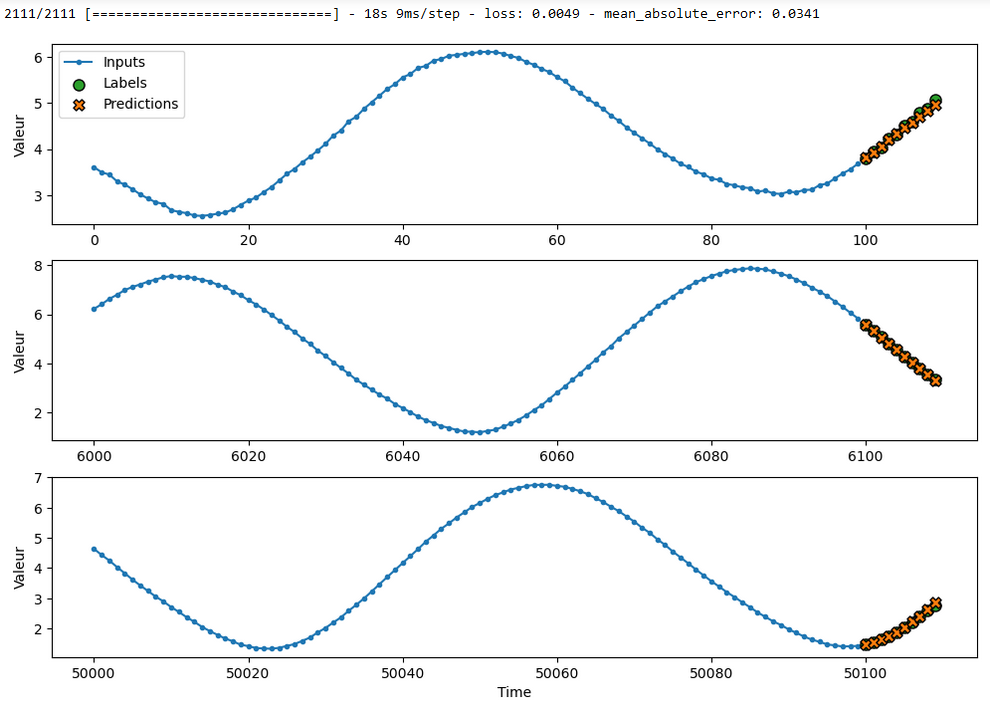 2111/2111 [==============================] - 18s 9ms/step - loss: 0.0049 - mean_absolute_error: 0.0341
6
5
4
3
Valeur
Inputs
Labels
Predictions
0 20 40 60 80 100
8
6
4
2
Valeur
6000 6020 6040 6060 6080 6100
7
6
5
4
3
2
Valeur
50000 50020 50040 50060 50080 50100
Time